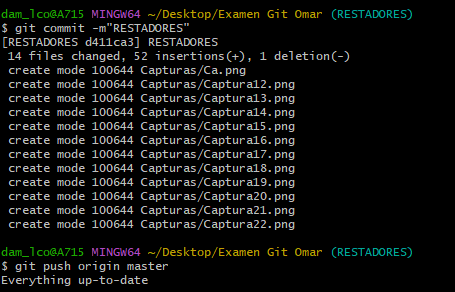 dam_lco@A715 MINGW64 ~/Desktop/Examen Git Omar (RESTADORES)
$ git commit -m"RESTADORES"
[RESTADORES d411ca3] RESTADORES
 14 files changed, 52 insertions(+), 1 deletion(-)
 create mode 100644 Capturas/Ca.png
 create mode 100644 Capturas/Captura12.png
 create mode 100644 Capturas/Captura13.png
 create mode 100644 Capturas/Captura14.png
 create mode 100644 Capturas/Captura15.png
 create mode 100644 Capturas/Captura16.png
 create mode 100644 Capturas/Captura17.png
 create mode 100644 Capturas/Captura18.png
 create mode 100644 Capturas/Captura19.png
 create mode 100644 Capturas/Captura20.png
 create mode 100644 Capturas/Captura21.png
 create mode 100644 Capturas/Captura22.png
dam_lco@A715 MINGW64 ~/Desktop/Examen Git Omar (RESTADORES)
$ git push origin master
Everything up-to-date